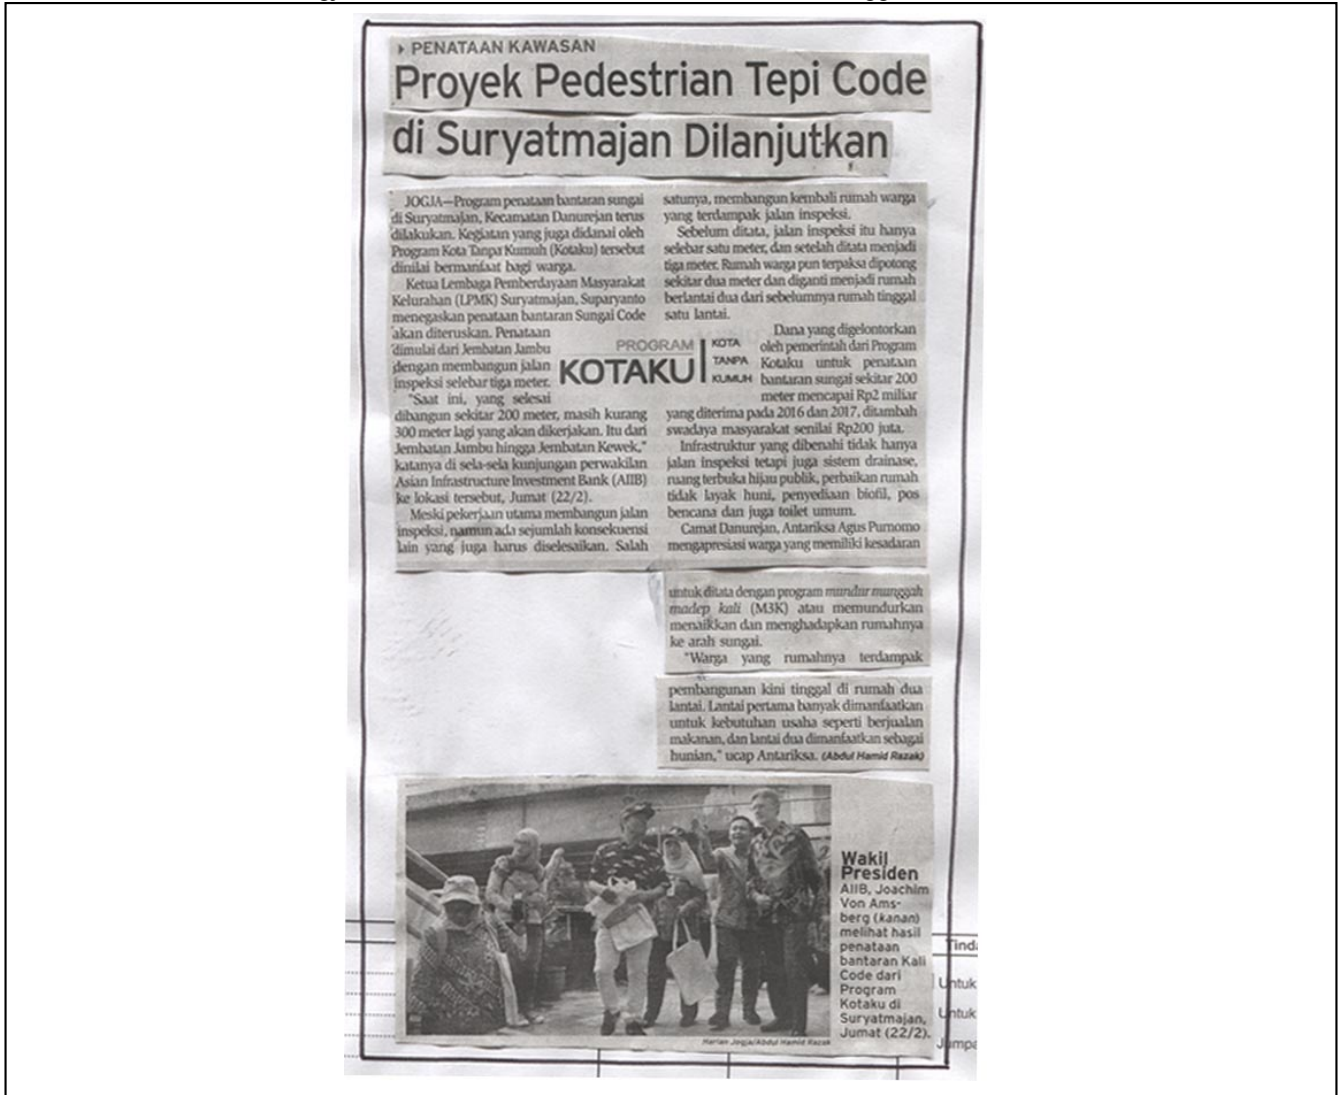 ▸ PENATAAN KAWASAN
Proyek Pedestrian Tepi Code
di Suryatmajan Dilanjutkan
JOGJA—Program penataan bantaran sungai
di Suryatmajan, Kecamatan Danurejan terus
dilakukan. Kegiatan yang juga didanai oleh
Program Kota Tanpa Kumuh (Kotaku) tersebut
dinilai bermanfaat bagi warga.
Ketua Lembaga Pemberdayaan Masyarakat
Kelurahan (LPMK) Suryatmajan, Suparyanto
menegaskan penataan bantaran Sungai Code
akan diteruskan. Penataan
dimulai dari Jembatan Jambu
dengan membangun jalan
inspeksi selebar tiga meter.
"Saat ini, yang selesai
dibangun sekitar 200 meter, masih kurang
300 meter lagi yang akan dikerjakan. Itu dari
Jembatan Jambu hingga Jembatan Kewek,"
katanya di sela-sela kunjungan perwakilan
Asian Infrastructure Investment Bank (AIIB)
ke lokasi tersebut, Jumat (22/2).
Meski pekerjaan utama membangun jalan
inspeksi, namun ada sejumlah konsekuensi
lain yang juga harus diselesaikan. Salah
PROGRAM
KOTAKU
KOTA
TANPA
KUMUH
satunya, membangun kembali rumah warga
yang terdampak jalan inspeksi.
Sebelum ditata, jalan inspeksi itu hanya
selebar satu meter, dan setelah ditata menjadi
tiga meter. Rumah warga pun terpaksa dipotong
sekitar dua meter dan diganti menjadi rumah
berlantai dua dari sebelumnya rumah tinggal
satu lantai.
Dana yang digelontorkan
oleh pemerintah dari Program
Kotaku untuk penataan
bantaran sungai sekitar 200
meter mencapai Rp2 miliar
yang diterima pada 2016 dan 2017, ditambah
swadaya masyarakat senilai Rp200 juta.
Infrastruktur yang dibenahi tidak hanya
jalan inspeksi tetapi juga sistem drainase,
ruang terbuka hijau publik, perbaikan rumah
tidak layak huni, penyediaan biofil, pos
bencana dan juga toilet umum.
Camat Danurejan, Antariksa Agus Purnomo
mengapresiasi warga yang memiliki kesadaran
untuk ditata dengan program mundur munggah
madep kali (M3K) atau memundurkan
menaikkan dan menghadapkan rumahnya
ke arah sungai.
"Warga yang rumahnya terdampak
pembangunan kini tinggal di rumah dua
lantai. Lantai pertama banyak dimanfaatkan
untuk kebutuhan usaha seperti berjualan
makanan, dan lantai dua dimanfaatkan sebagai
hunian," ucap Antariksa. (Abdul Hamid Razak)
Wakil
Presiden
AIIB, Joachim
Von Ams-
berg (kanan)
melihat hasil
penataan
bantaran Kali
Code dari
Program
Kotaku di
Suryatmajan,
Jumat (22/2).
Harian Jogja/Abdul Hamid Razak
Tinda
Untuk
Untuk
Jumpa